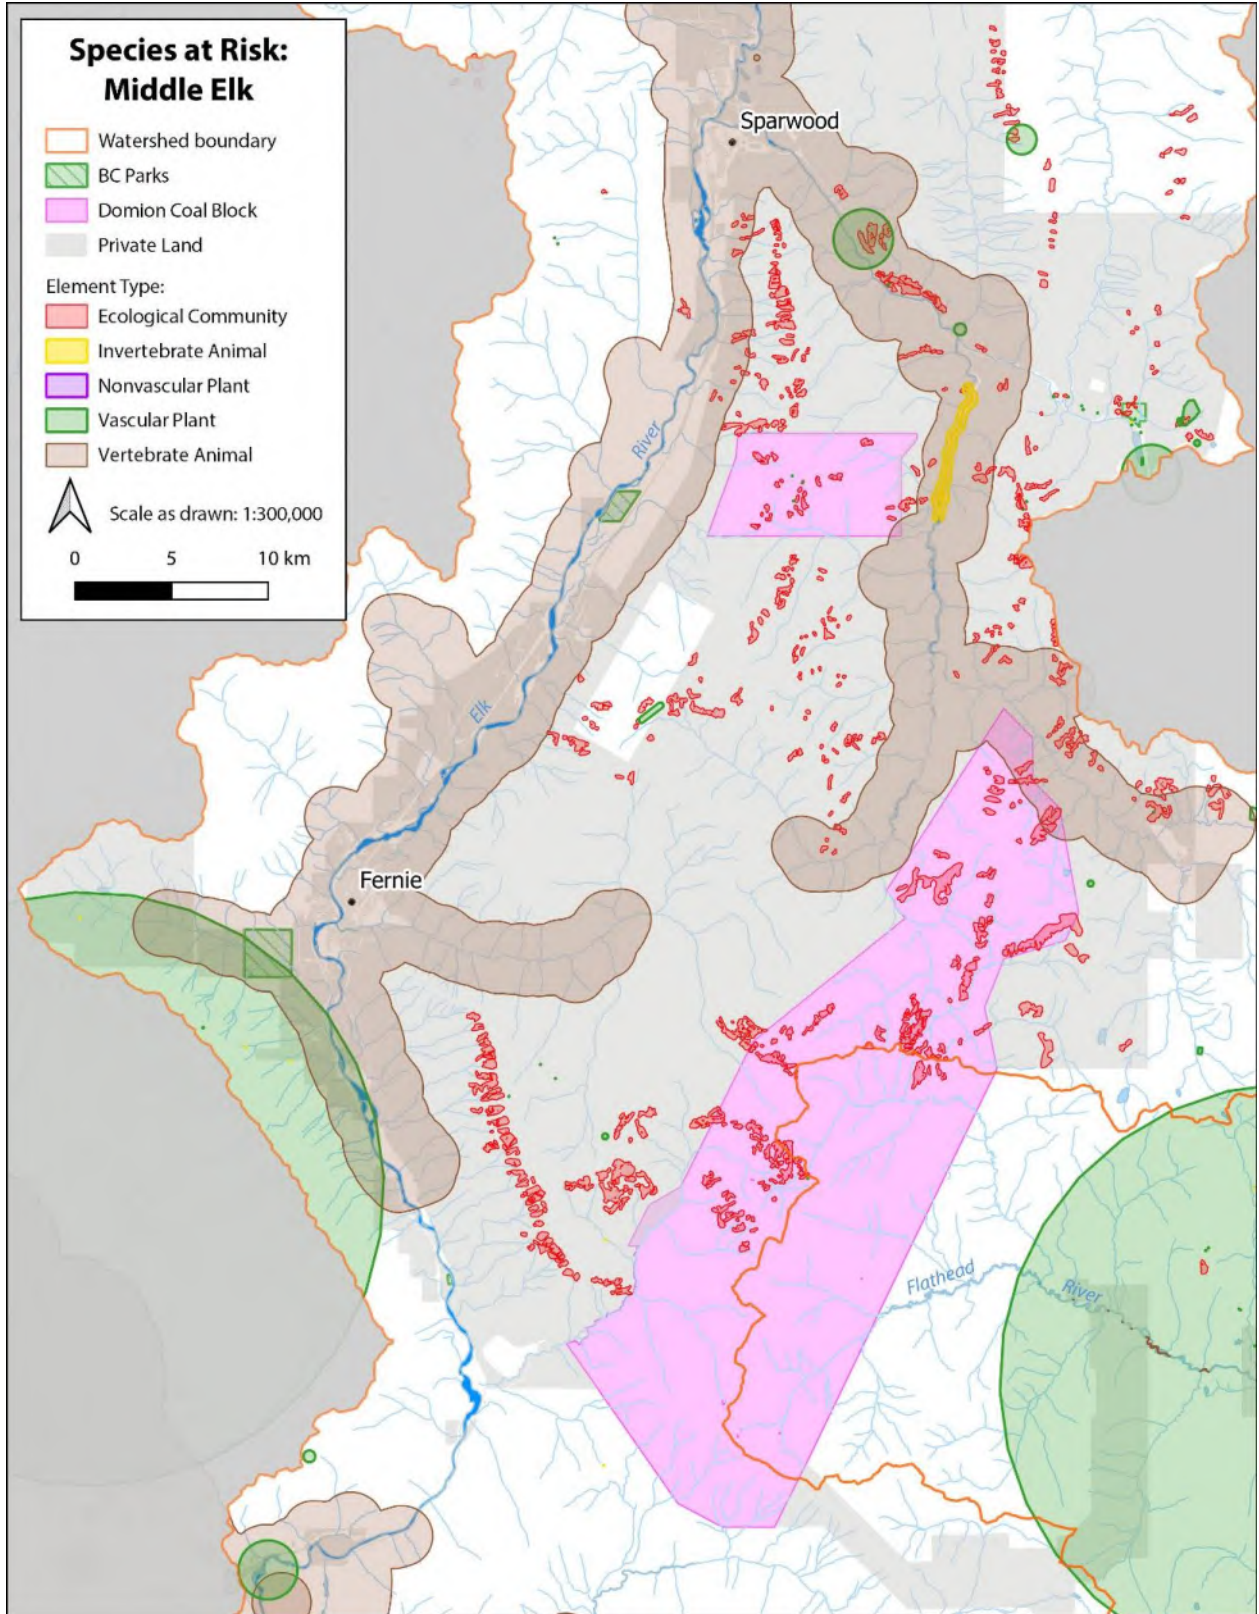 Species at Risk:
Middle Elk
Watershed boundary
BC Parks
Domion Coal Block
Private Land
Element Type:
Ecological Community
Invertebrate Animal
Nonvascular Plant
Vascular Plant
Vertebrate Animal
Scale as drawn: 1:300,000
0 5 10 km
Sparwood
River
Elk
Fernie
Flathead
River